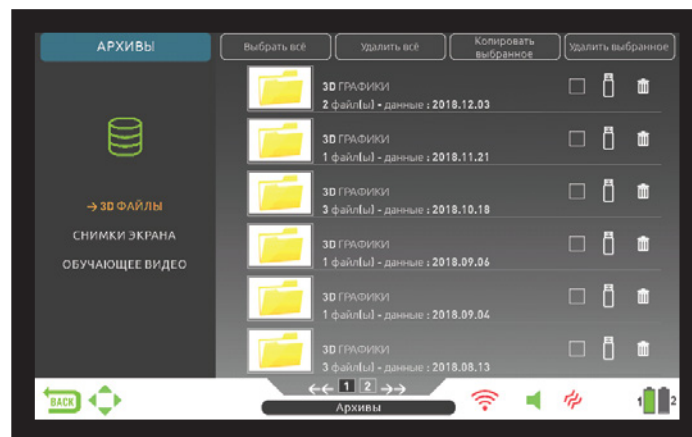 АРХИВЫ
Выбрать всё
Удалить всё
Копировать
выбранное
Удалить выбранное
3D ГРАФИКИ
2 файл(ы) - данные : 2018.12.03
3D ГРАФИКИ
1 файл(ы) - данные : 2018.11.21
3D ГРАФИКИ
3 файл(ы) - данные : 2018.10.18
3D ГРАФИКИ
1 файл(ы) - данные : 2018.09.06
3D ГРАФИКИ
1 файл(ы) - данные : 2018.09.04
3D ГРАФИКИ
3 файл(ы) - данные : 2018.08.13
→ 3D ФАЙЛЫ
СНИМКИ ЭКРАНА
ОБУЧАЮЩЕЕ ВИДЕО
←← 1 2 →→
Архивы
BACK
1 2